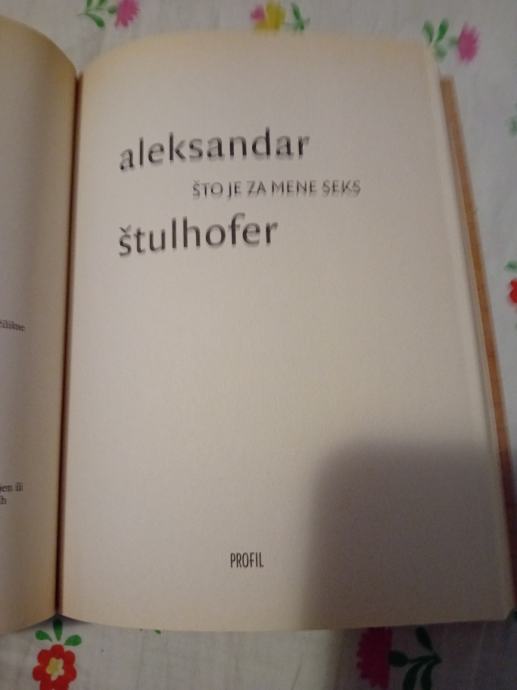 aleksandar
ŠTO JE ZA MENE SEKS
štulhofer
PROFIL